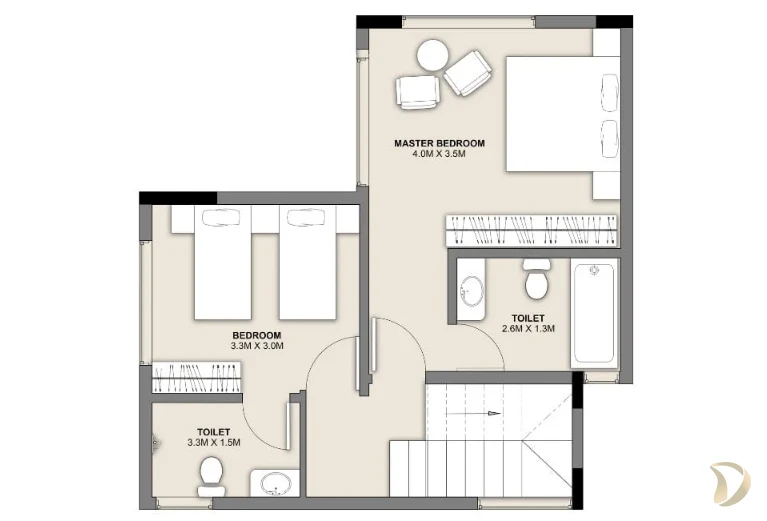 MASTER BEDROOM
4.0M X 3.5M
TOILET
2.6M X 1.3M
BEDROOM
3.3M X 3.0M
TOILET
3.3M X 1.5M